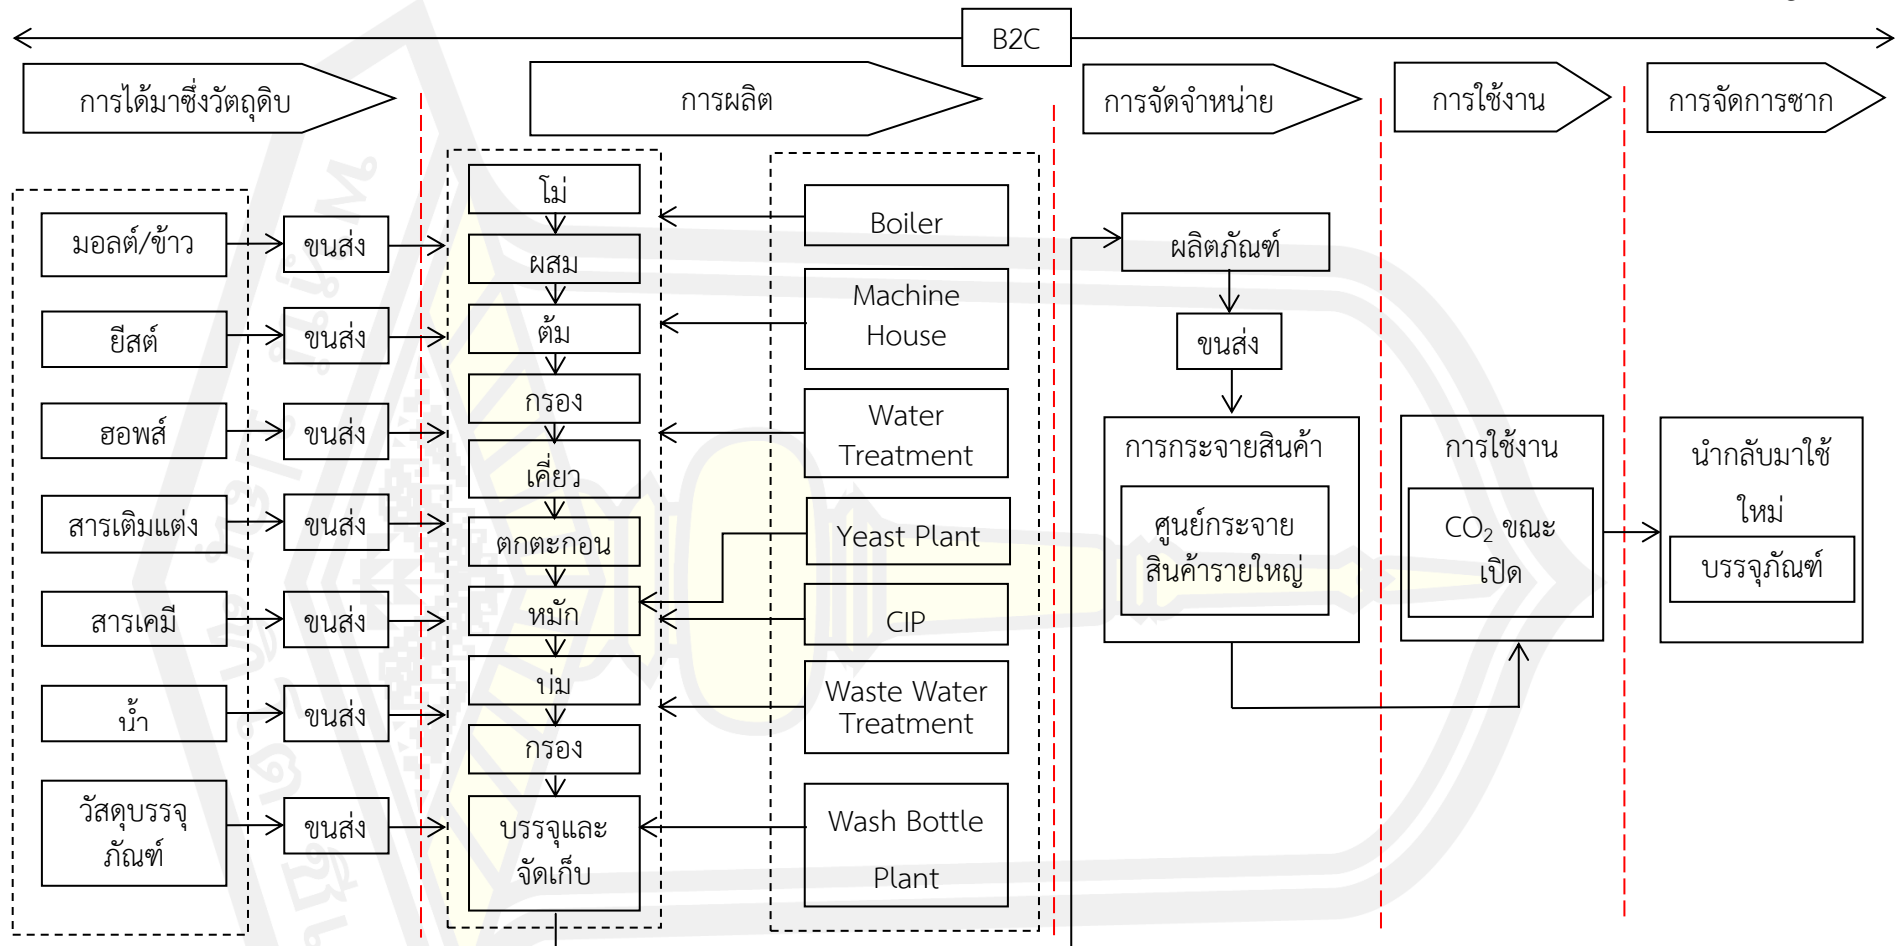 B2C
การได้มาซึ่งวัตถุดิบ
การผลิต
การจัดจำหน่าย
การใช้งาน
การจัดการซาก
มอลต์/ข้าว
ขนส่ง
ยีสต์
ขนส่ง
ฮอพส์
ขนส่ง
สารเติมแต่ง
ขนส่ง
สารเคมี
ขนส่ง
น้ำ
ขนส่ง
วัสดุบรรจุ
ภัณฑ์
ขนส่ง
โม่
ผสม
ต้ม
กรอง
เคี่ยว
ตกตะกอน
หมัก
บ่ม
กรอง
บรรจุและ
จัดเก็บ
Boiler
Machine
House
Water
Treatment
Yeast Plant
CIP
Waste Water
Treatment
Wash Bottle
Plant
ผลิตภัณฑ์
ขนส่ง
การกระจายสินค้า
ศูนย์กระจาย
สินค้ารายใหญ่
การใช้งาน
CO₂ ขณะ
เปิด
นำกลับมาใช้
ใหม่
บรรจุภัณฑ์